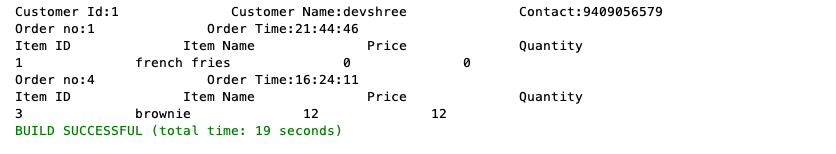 Customer Id:1 Customer Name:devshree Contact:9409056579
Order no:1 Order Time:21:44:46
Item ID Item Name Price Quantity
1 french fries 0 0
Order no:4 Order Time:16:24:11
Item ID Item Name Price Quantity
3 brownie 12 12
BUILD SUCCESSFUL (total time: 19 seconds)